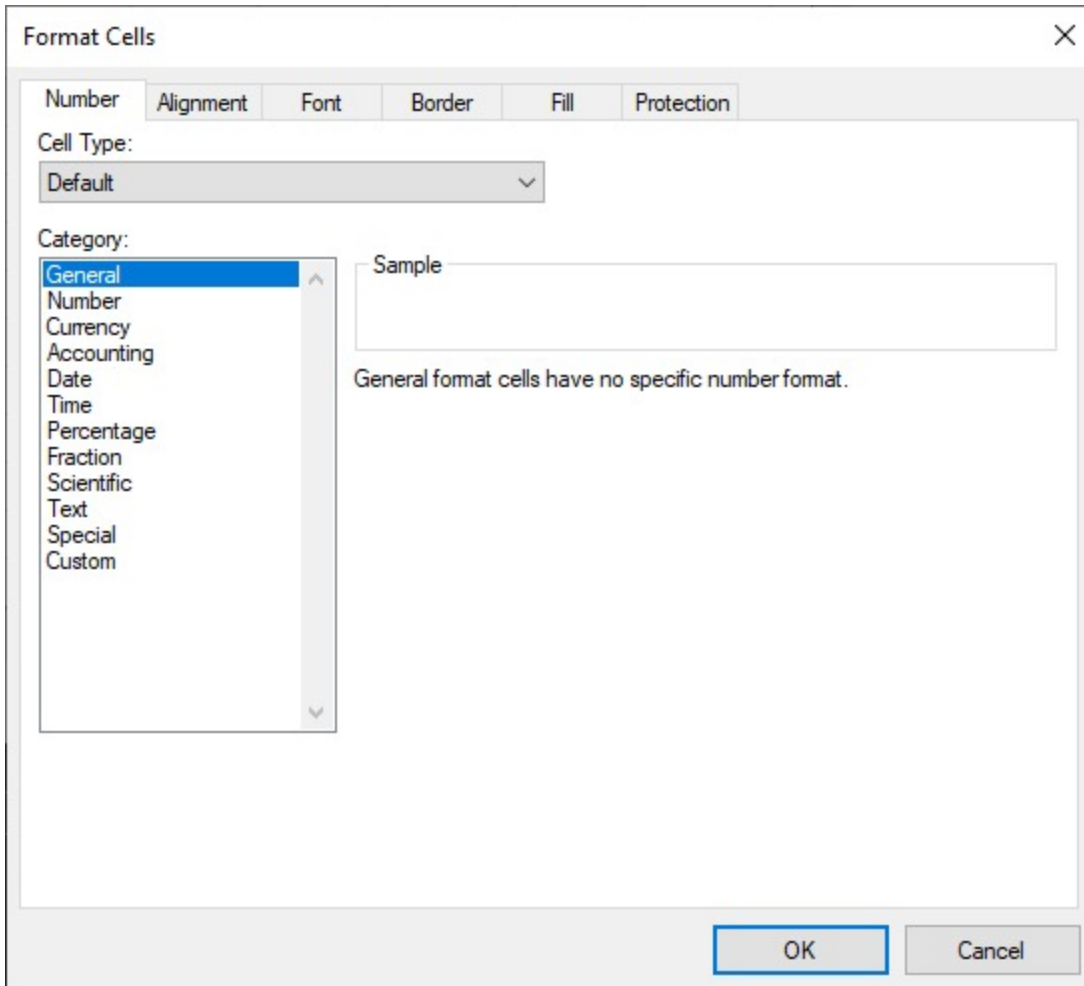 Format Cells
Number Alignment Font Border Fill Protection
Cell Type:
Default
Category:
General
Number
Currency
Accounting
Date
Time
Percentage
Fraction
Scientific
Text
Special
Custom
Sample
General format cells have no specific number format.
OK Cancel